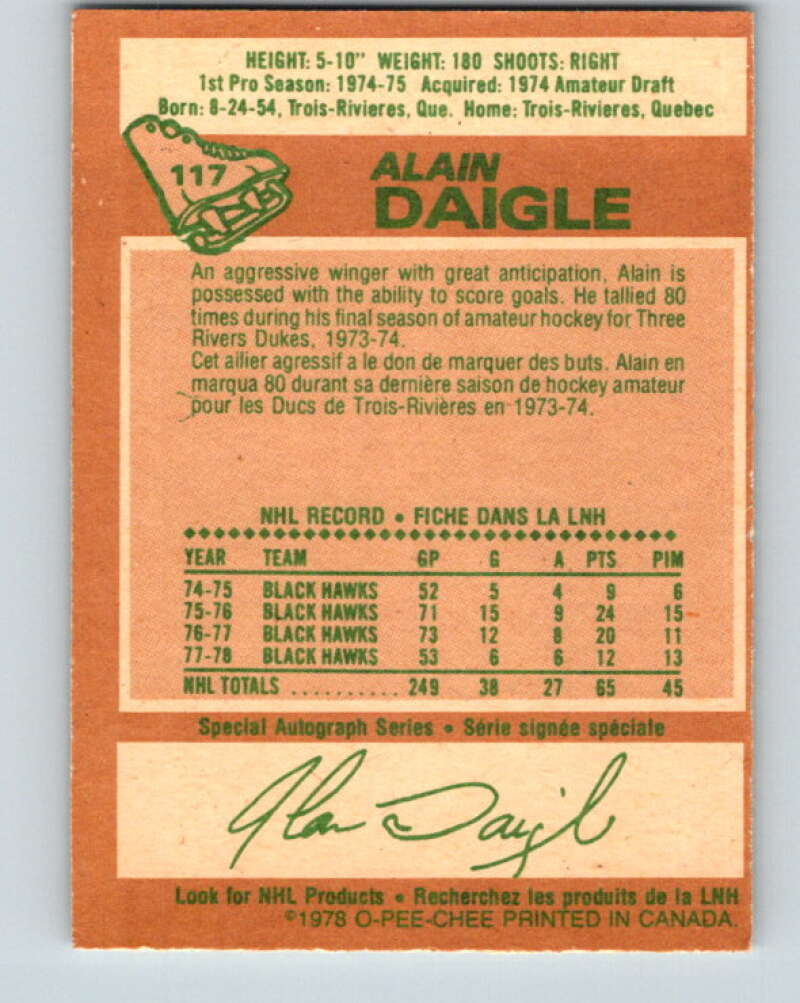 HEIGHT: 5-10" WEIGHT: 180 SHOOTS: RIGHT
1st Pro Season: 1974-75 Acquired: 1974 Amateur Draft
Born: 8-24-54, Trois-Rivieres, Que. Home: Trois-Rivieres, Quebec
117
ALAIN
DAIGLE
An aggressive winger with great anticipation, Alain is
possessed with the ability to score goals. He tallied 80
times during his final season of amateur hockey for Three
Rivers Dukes, 1973-74.
Cet ailier agressif a le don de marquer des buts. Alain en
marqua 80 durant sa dernière saison de hockey amateur
pour les Ducs de Trois-Rivières en 1973-74.
NHL RECORD • FICHE DANS LA LNH
YEAR TEAM GP G A PTS PIM
74-75 BLACK HAWKS 52 5 4 9 6
75-76 BLACK HAWKS 71 15 9 24 15
76-77 BLACK HAWKS 73 12 8 20 11
77-78 BLACK HAWKS 53 6 6 12 13
NHL TOTALS .......... 249 38 27 65 45
Special Autograph Series • Série signée spéciale
Alain Daigle
Look for NHL Products • Recherchez les produits de la LNH
©1978 O-PEE-CHEE PRINTED IN CANADA.